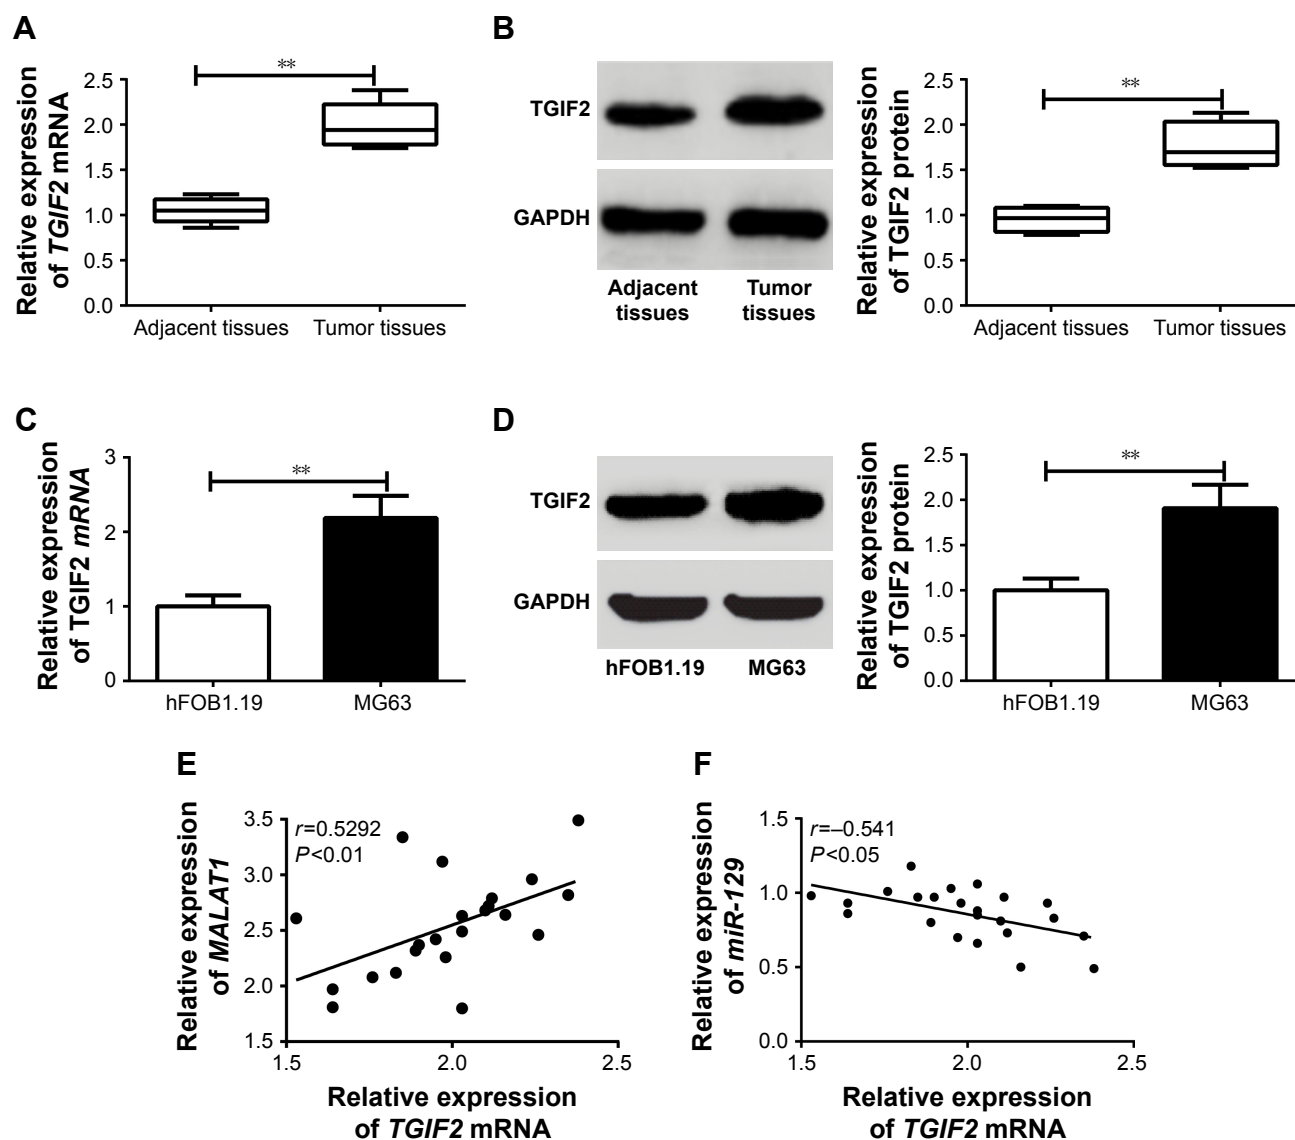 A
Relative expression
of TGIF2 mRNA
2.5
2.0
1.5
1.0
0.5
0.0
**
Adjacent tissues
Tumor tissues
B
TGIF2
GAPDH
Adjacent
tissues
Tumor
tissues
Relative expression
of TGIF2 protein
2.5
2.0
1.5
1.0
0.5
0.0
**
Adjacent tissues
Tumor tissues
C
Relative expression
of TGIF2 mRNA
3
2
1
0
**
hFOB1.19
MG63
D
TGIF2
GAPDH
hFOB1.19
MG63
Relative expression
of TGIF2 protein
2.5
2.0
1.5
1.0
0.5
0.0
**
hFOB1.19
MG63
E
Relative expression
of MALAT1
3.5
3.0
2.5
2.0
1.5
r=0.5292
P<0.01
1.5
2.0
2.5
Relative expression
of TGIF2 mRNA
F
Relative expression
of miR-129
1.5
1.0
0.5
0.0
r=–0.541
P<0.05
1.5
2.0
2.5
Relative expression
of TGIF2 mRNA